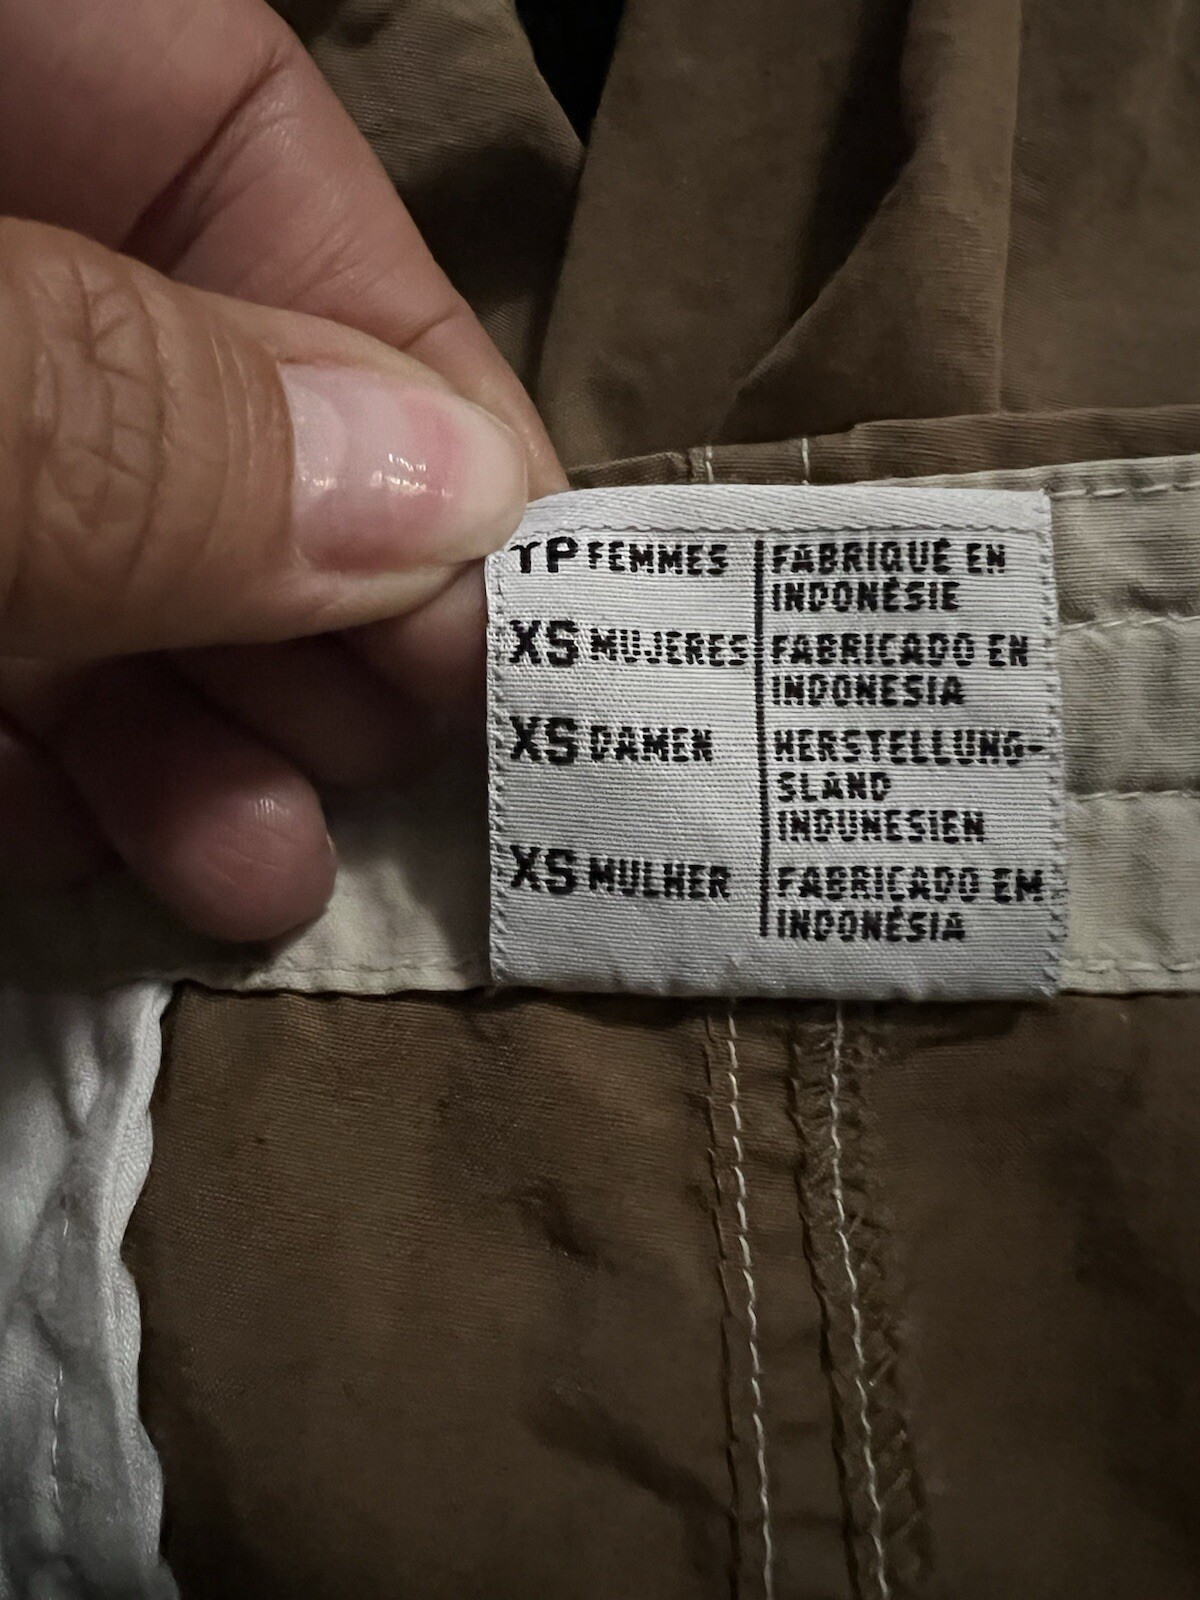 TP FEMMES FABRIQUÉ EN
INDONÉSIE
XS MUJERES FABRICADO EN
INDONESIA
XS DAMEN HERSTELLUNG-
SLAND
INDUNESIEN
XS MULHER FABRICADO EM
INDONÉSIA